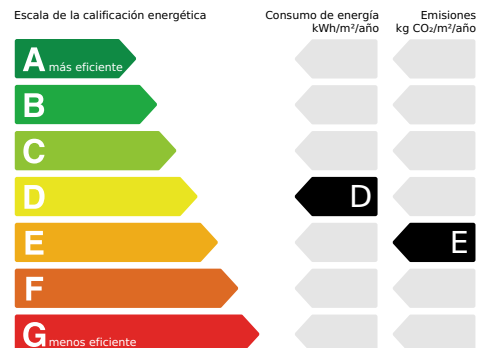 Escala de la calificación energética
Consumo de energía
kWh/m²/año
Emisiones
kg CO₂/m²/año
A más eficiente
B
C
D D
E E
F
G menos eficiente